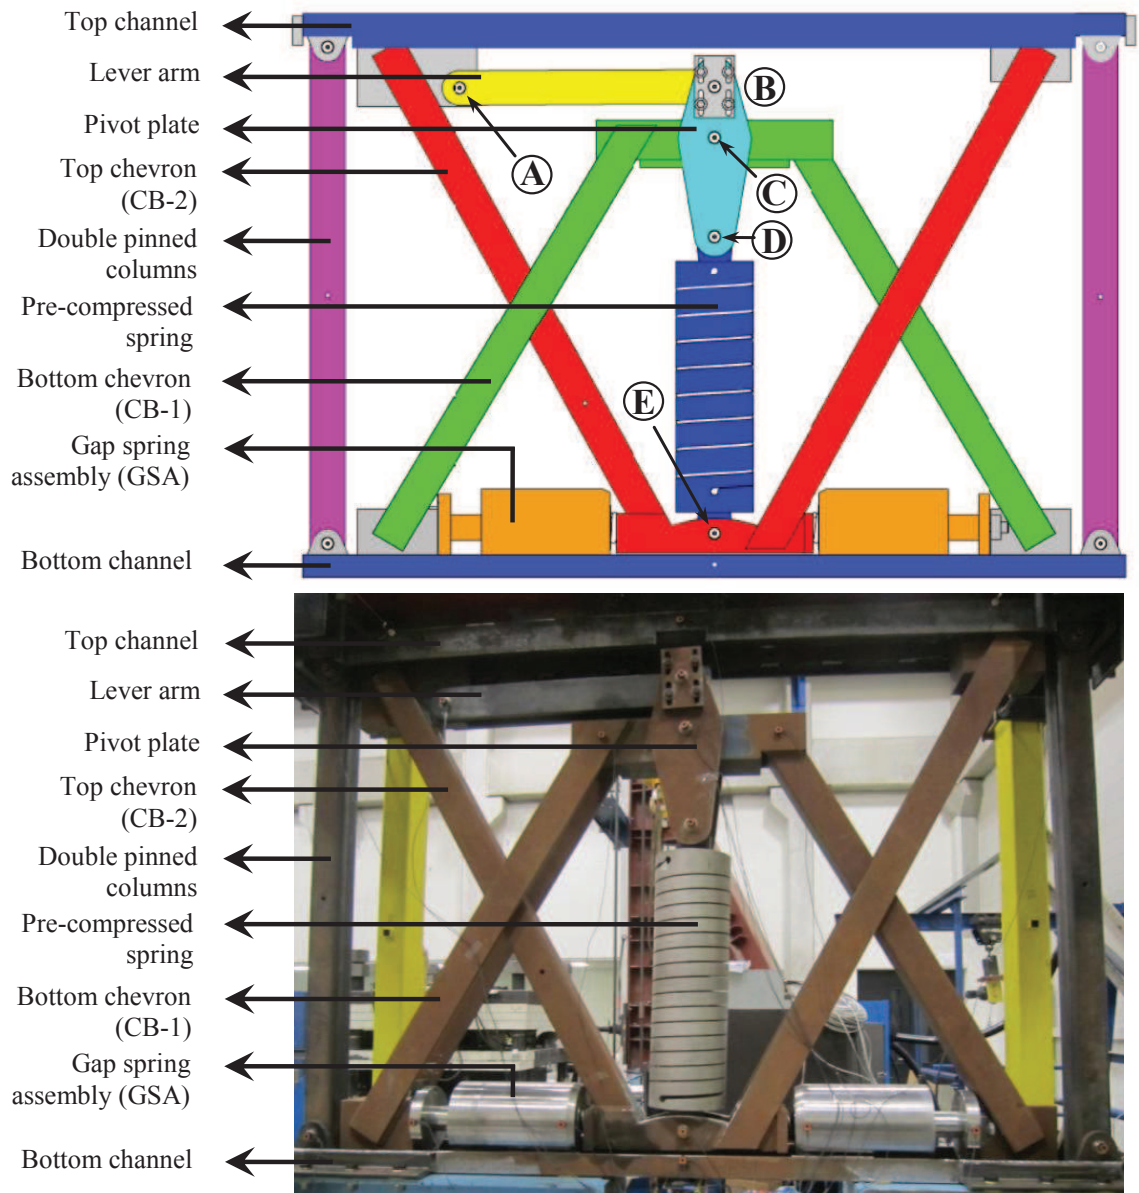 Top channel
Lever arm
Pivot plate
Top chevron
(CB-2)
Double pinned
columns
Pre-compressed
spring
Bottom chevron
(CB-1)
Gap spring
assembly (GSA)
Bottom channel
A
B
C
D
E
Top channel
Lever arm
Pivot plate
Top chevron
(CB-2)
Double pinned
columns
Pre-compressed
spring
Bottom chevron
(CB-1)
Gap spring
assembly (GSA)
Bottom channel